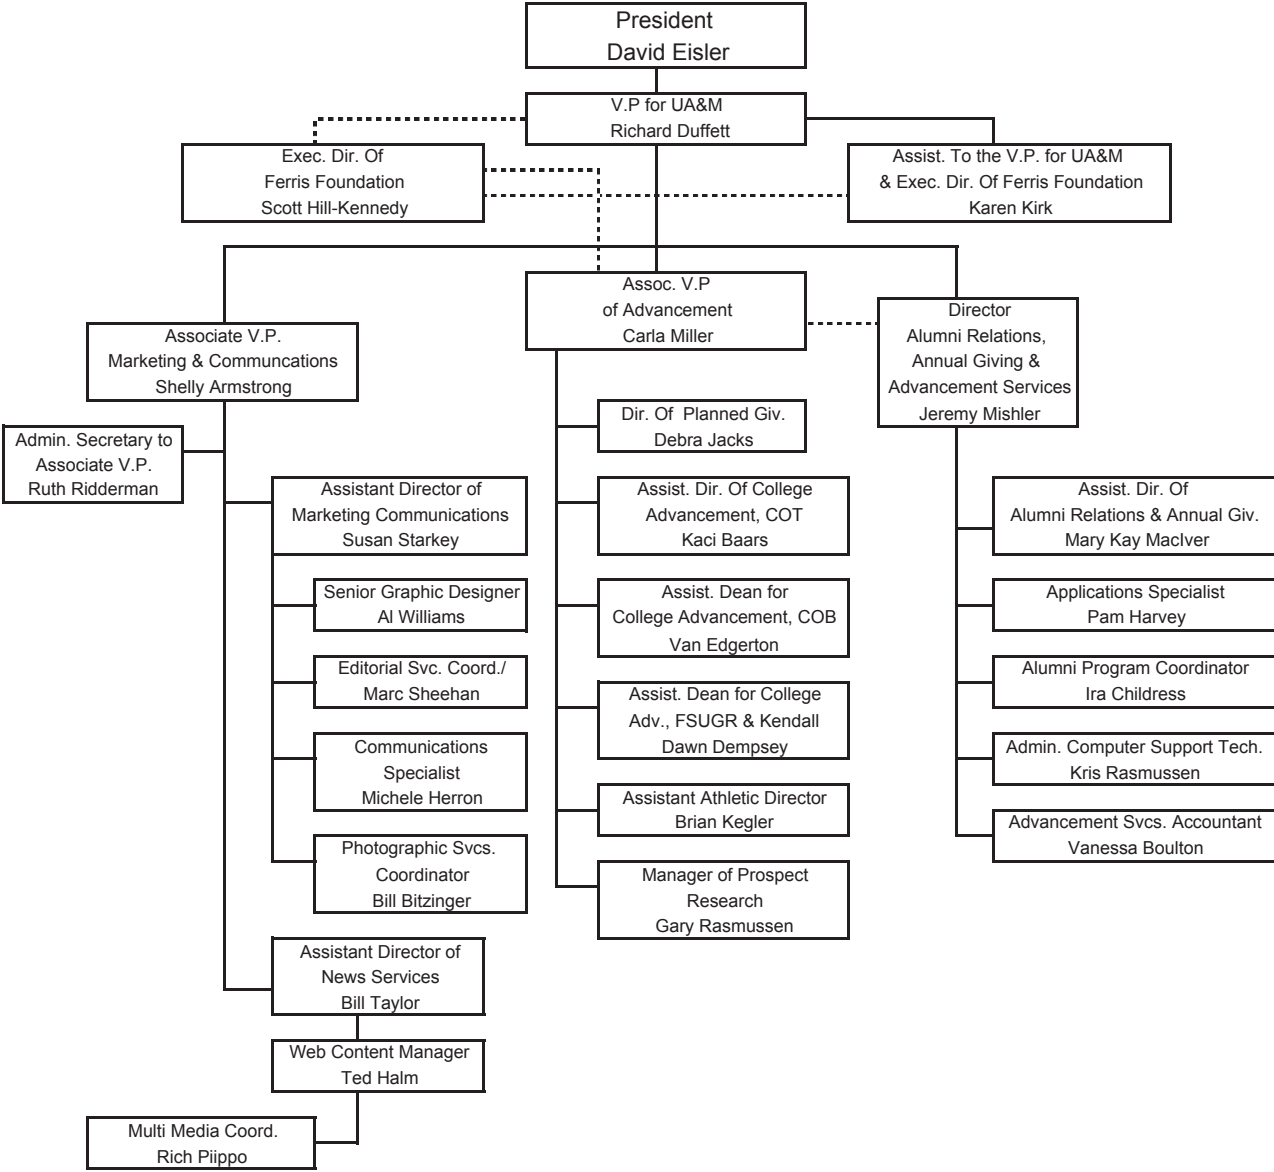 President
David Eisler
V.P for UA&M
Richard Duffett
Exec. Dir. Of
Ferris Foundation
Scott Hill-Kennedy
Assist. To the V.P. for UA&M
& Exec. Dir. Of Ferris Foundation
Karen Kirk
Assoc. V.P
of Advancement
Carla Miller
Director
Alumni Relations,
Annual Giving &
Advancement Services
Jeremy Mishler
Associate V.P.
Marketing & Communcations
Shelly Armstrong
Admin. Secretary to
Associate V.P.
Ruth Ridderman
Assistant Director of
Marketing Communications
Susan Starkey
Senior Graphic Designer
Al Williams
Editorial Svc. Coord./
Marc Sheehan
Communications
Specialist
Michele Herron
Photographic Svcs.
Coordinator
Bill Bitzinger
Assistant Director of
News Services
Bill Taylor
Web Content Manager
Ted Halm
Multi Media Coord.
Rich Piippo
Dir. Of Planned Giv.
Debra Jacks
Assist. Dir. Of College
Advancement, COT
Kaci Baars
Assist. Dean for
College Advancement, COB
Van Edgerton
Assist. Dean for College
Adv., FSUGR & Kendall
Dawn Dempsey
Assistant Athletic Director
Brian Kegler
Manager of Prospect
Research
Gary Rasmussen
Assist. Dir. Of
Alumni Relations & Annual Giv.
Mary Kay MacIver
Applications Specialist
Pam Harvey
Alumni Program Coordinator
Ira Childress
Admin. Computer Support Tech.
Kris Rasmussen
Advancement Svcs. Accountant
Vanessa Boulton